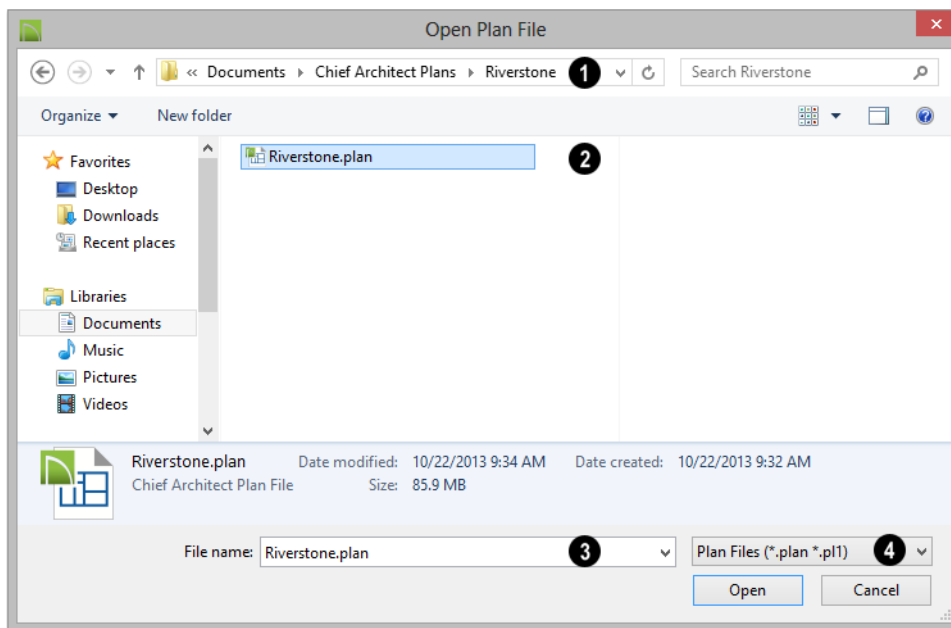 Open Plan File
« Documents ▸ Chief Architect Plans ▸ Riverstone 1 Search Riverstone
Organize New folder
Favorites
Riverstone.plan 2
Desktop
Downloads
Recent places
Libraries
Documents
Music
Pictures
Videos
Riverstone.plan Date modified: 10/22/2013 9:34 AM Date created: 10/22/2013 9:32 AM
Chief Architect Plan File Size: 85.9 MB
File name: Riverstone.plan 3 Plan Files (*.plan *.pl1) 4
Open Cancel